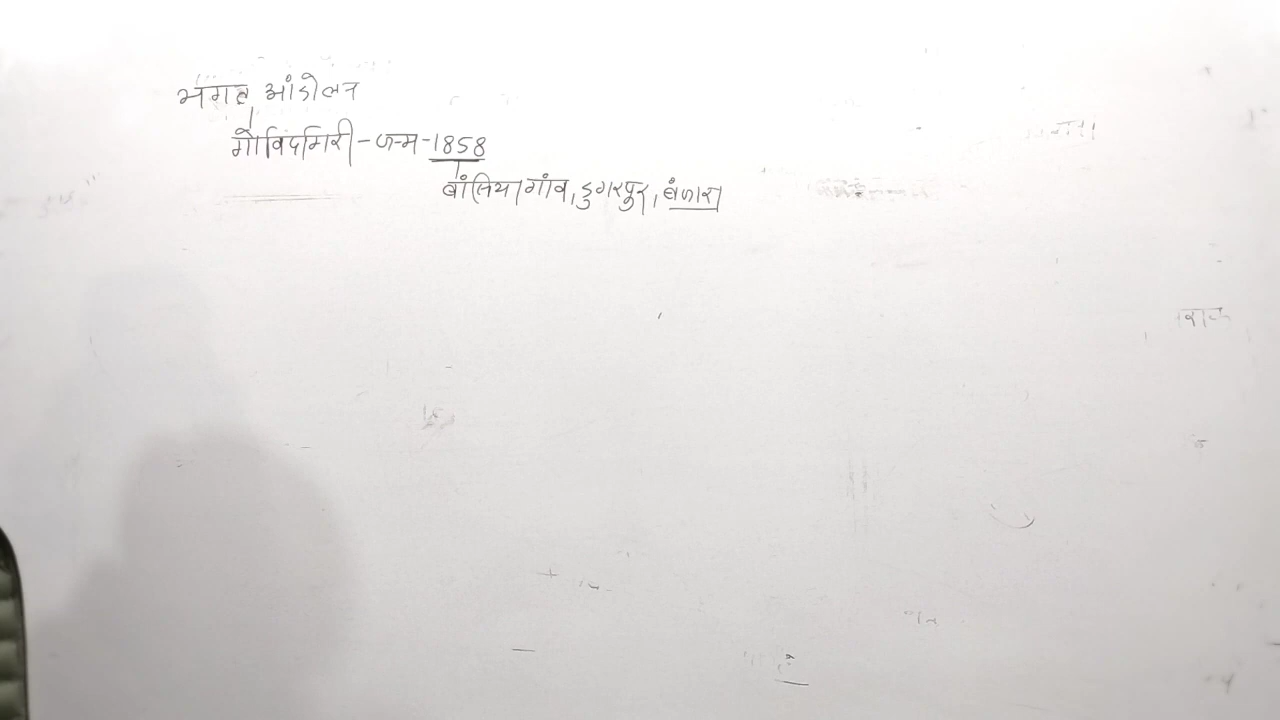 भगत आंदोलन
गोविंदगिरी - जन्म - 1858
बांसिया गांव, डुगरपुर, बंजारा